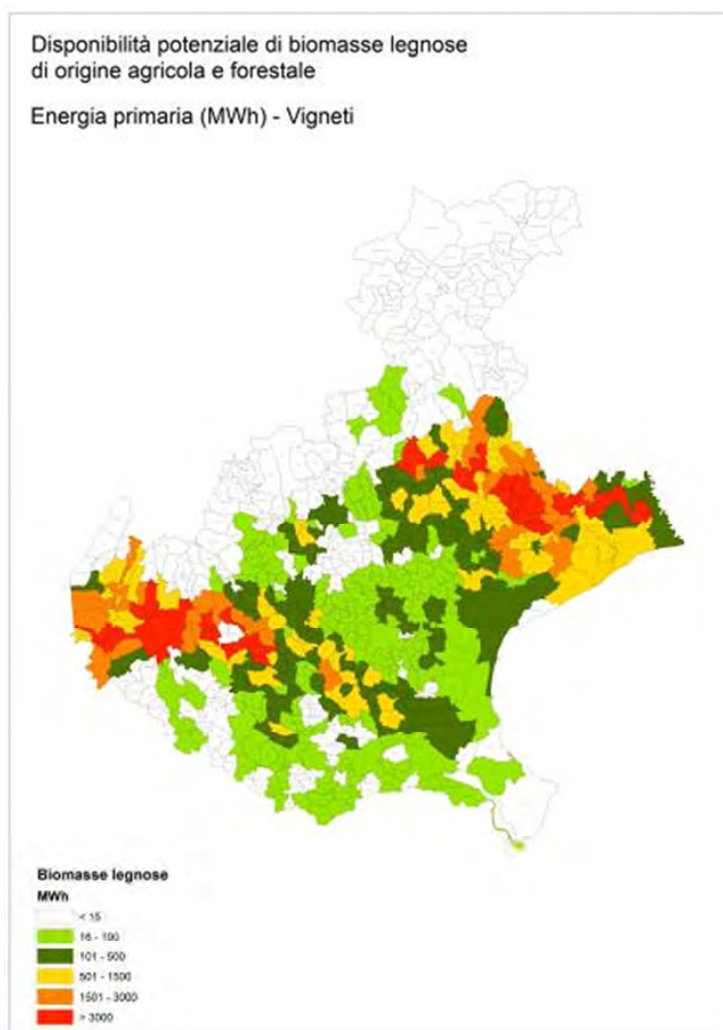 Disponibilità potenziale di biomasse legnose
di origine agricola e forestale
Energia primaria (MWh) - Vigneti
Biomasse legnose
MWh
< 15
16 - 100
101 - 500
501 - 1500
1501 - 3000
> 3000